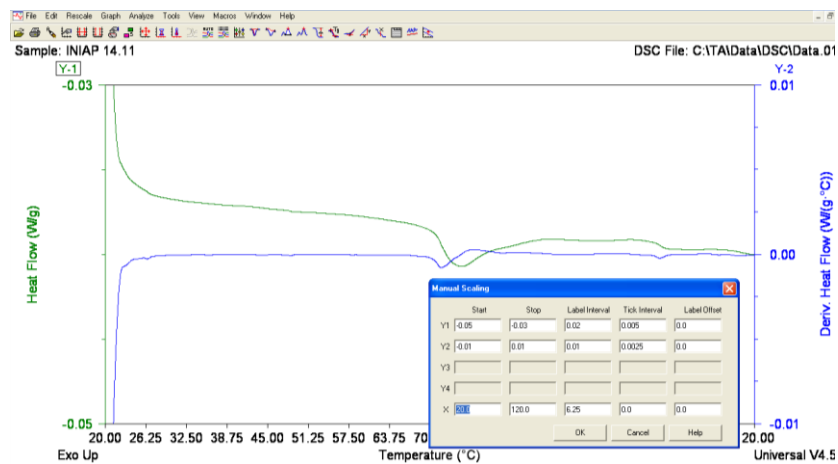 File Edit Rescale Graph Analyze Tools Macros Window Help
Sample: INIAP 14.11 DSC File: C:\TA\Data\DSC\Data.01
Y-1 Y-2
-0.03 0.01
Heat Flow (W/g)
0.00
Deriv. Heat Flow (W/(g·°C))
Manual Scaling
Start Stop Label Interval Tick Interval Label Offset
Y1 -0.05 -0.03 0.02 0.005 0.0
Y2 -0.01 0.01 0.01 0.0025 0.0
Y3
Y4
X 20.0 120.0 6.25 0.0 0.0
OK Cancel Help
-0.05 -0.01
20.00 26.25 32.50 38.75 45.00 51.25 57.50 63.75 70 20.00
Exo Up Temperature (°C) Universal V4.5